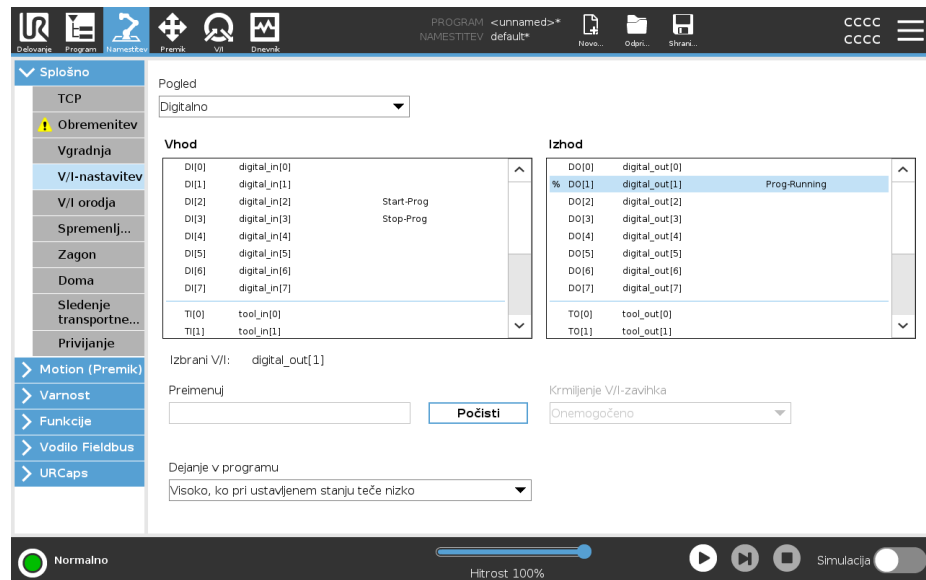 PROGRAM <unnamed>*
NAMESTITEV default*
CCCC
CCCC
Delovanje Program Namestitev Premik V/I Dnevnik Novo... Odpri... Shrani...
Splošno
TCP
Obremenitev
Vgradnja
V/I-nastavitev
V/I orodja
Spremenlj...
Zagon
Doma
Sledenje
transportne...
Privijanje
Motion (Premik)
Varnost
Funkcije
Vodilo Fieldbus
URCaps
Pogled
Digitalno
Vhod
DI[0] digital_in[0]
DI[1] digital_in[1]
DI[2] digital_in[2] Start-Prog
DI[3] digital_in[3] Stop-Prog
DI[4] digital_in[4]
DI[5] digital_in[5]
DI[6] digital_in[6]
DI[7] digital_in[7]
TI[0] tool_in[0]
TI[1] tool_in[1]
Izhod
DO[0] digital_out[0]
% DO[1] digital_out[1] Prog-Running
DO[2] digital_out[2]
DO[3] digital_out[3]
DO[4] digital_out[4]
DO[5] digital_out[5]
DO[6] digital_out[6]
DO[7] digital_out[7]
TO[0] tool_out[0]
TO[1] tool_out[1]
Izbrani V/I: digital_out[1]
Preimenuj
Počisti
Krmiljenje V/I-zavihka
Onemogočeno
Dejanje v programu
Visoko, ko pri ustavljenem stanju teče nizko
Normalno
Hitrost 100%
Simulacija